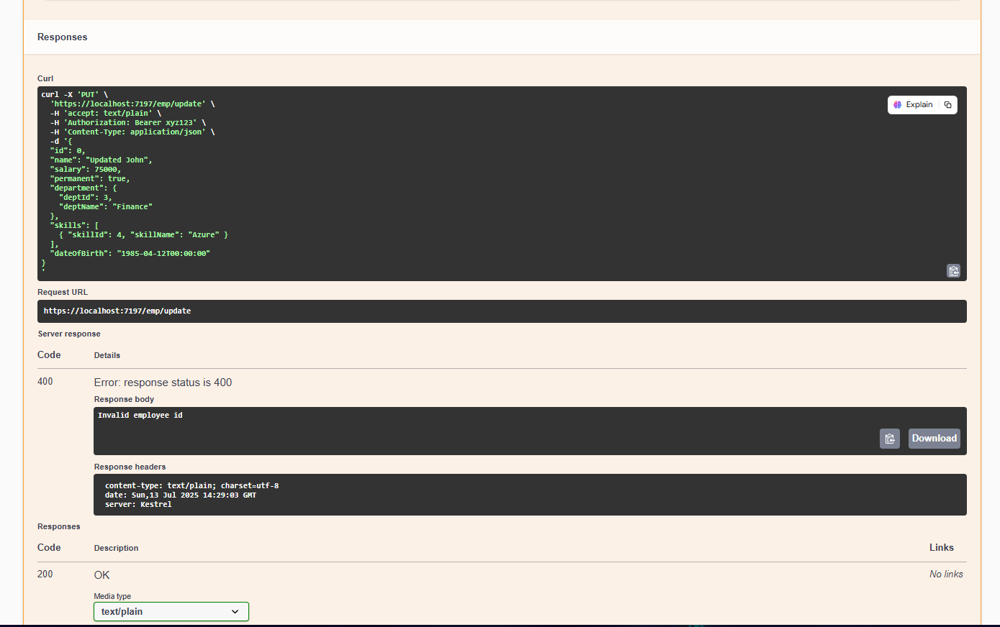 Responses
Curl
curl -X 'PUT' \
  'https://localhost:7197/emp/update' \
  -H 'accept: text/plain' \
  -H 'Authorization: Bearer xyz123' \
  -H 'Content-Type: application/json' \
  -d '{
  "id": 0,
  "name": "Updated John",
  "salary": 75000,
  "permanent": true,
  "department": {
    "deptId": 3,
    "deptName": "Finance"
  },
  "skills": [
    { "skillId": 4, "skillName": "Azure" }
  ],
  "dateOfBirth": "1985-04-12T00:00:00"
}
'
Explain
Request URL
https://localhost:7197/emp/update
Server response
Code Details
400 Error: response status is 400
Response body
Invalid employee id
Download
Response headers
content-type: text/plain; charset=utf-8
date: Sun,13 Jul 2025 14:29:03 GMT
server: Kestrel
Responses
Code Description Links
200 OK No links
Media type
text/plain